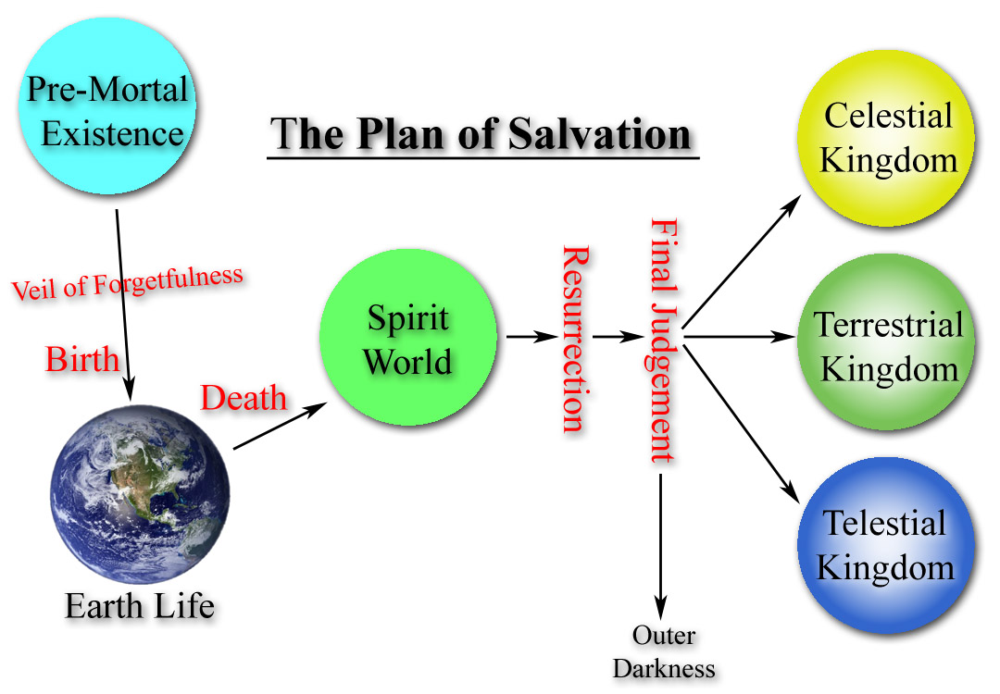 Pre-Mortal
Existence
The Plan of Salvation
Veil of Forgetfulness
Birth
Earth Life
Death
Spirit
World
Resurrection
Final Judgement
Celestial
Kingdom
Terrestrial
Kingdom
Telestial
Kingdom
Outer
Darkness